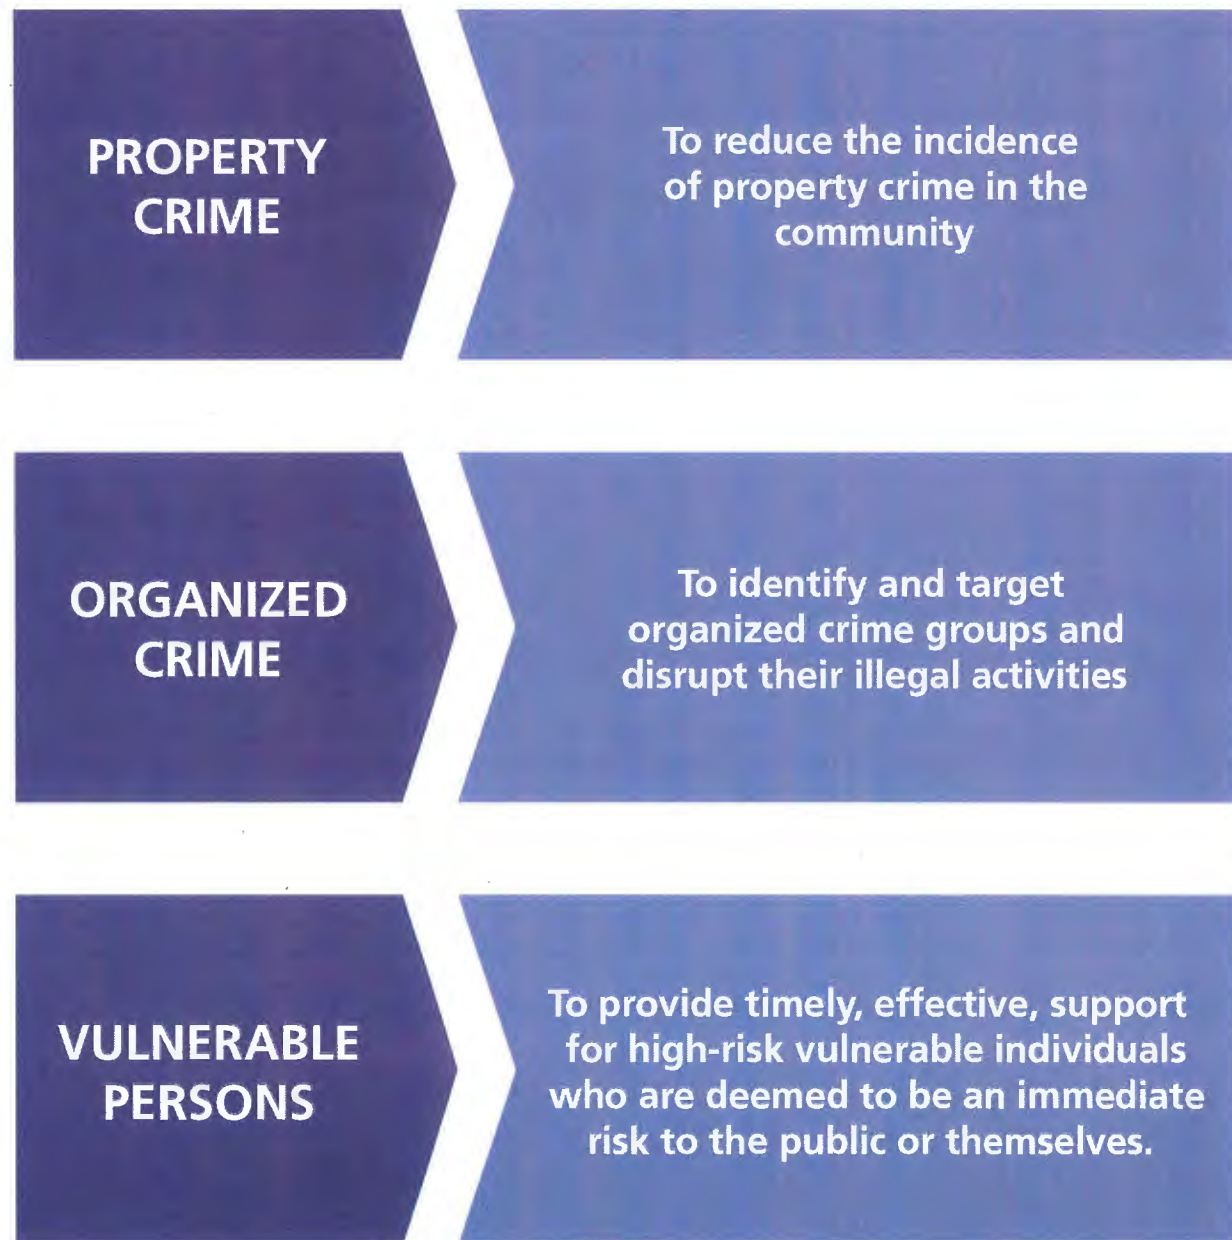 PROPERTY
CRIME
To reduce the incidence
of property crime in the
community
ORGANIZED
CRIME
To identify and target
organized crime groups and
disrupt their illegal activities
VULNERABLE
PERSONS
To provide timely, effective, support
for high-risk vulnerable individuals
who are deemed to be an immediate
risk to the public or themselves.